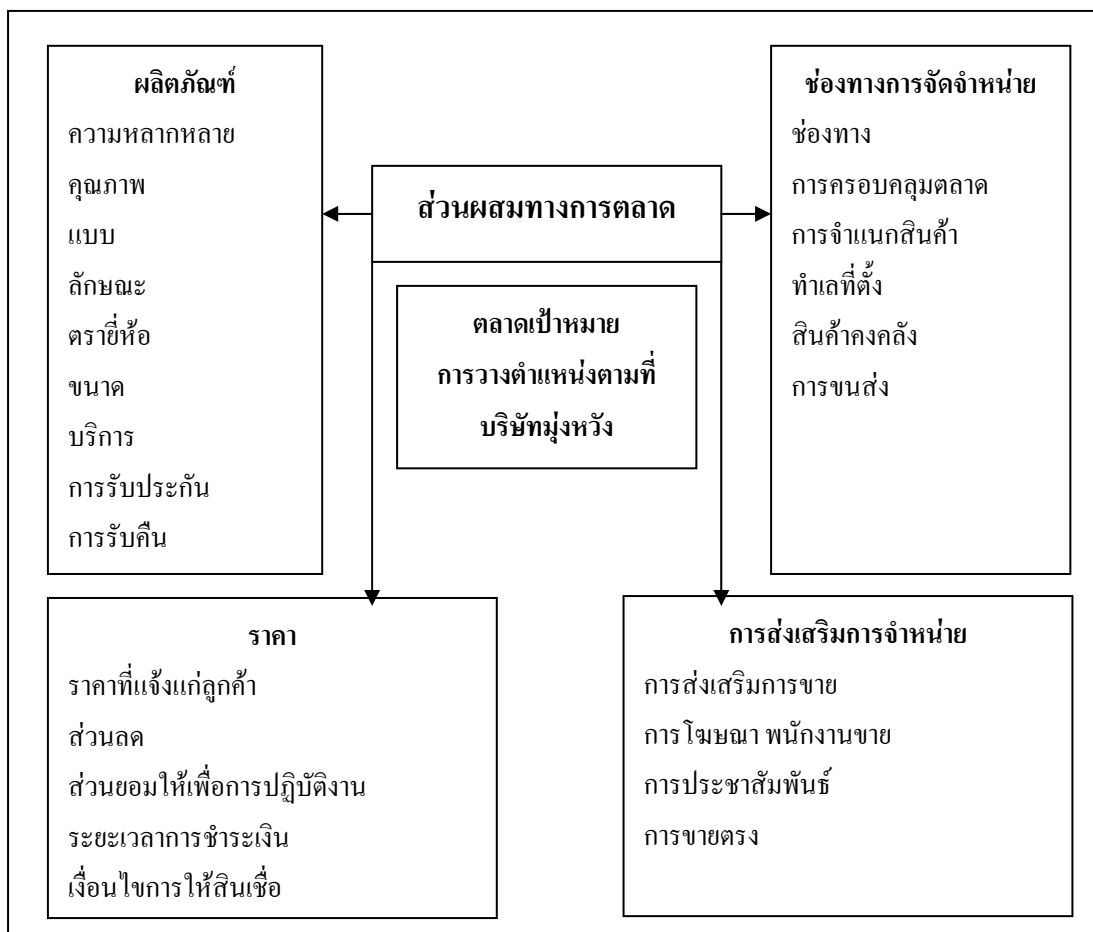 ผลิตภัณฑ์
ความหลากหลาย
คุณภาพ
แบบ
ลักษณะ
ตรายี่ห้อ
ขนาด
บริการ
การรับประกัน
การรับคืน
ส่วนผสมทางการตลาด
ตลาดเป้าหมาย
การวางตำแหน่งตามที่
บริษัทมุ่งหวัง
ช่องทางการจัดจำหน่าย
ช่องทาง
การครอบคลุมตลาด
การจำแนกสินค้า
ทำเลที่ตั้ง
สินค้าคงคลัง
การขนส่ง
ราคา
ราคาที่แจ้งแก่ลูกค้า
ส่วนลด
ส่วนยอมให้เพื่อการปฏิบัติงาน
ระยะเวลาการชำระเงิน
เงื่อนไขการให้สินเชื่อ
การส่งเสริมการจำหน่าย
การส่งเสริมการขาย
การโฆษณา พนักงานขาย
การประชาสัมพันธ์
การขายตรง